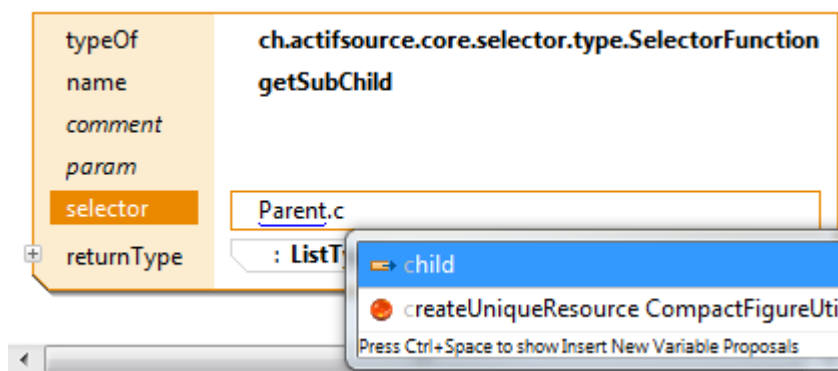 typeOf ch.actifsource.core.selector.type.SelectorFunction
name getSubChild
comment
param
selector Parent.c
returnType : ListT
child
createUniqueResource CompactFigureUti
Press Ctrl+Space to show Insert New Variable Proposals